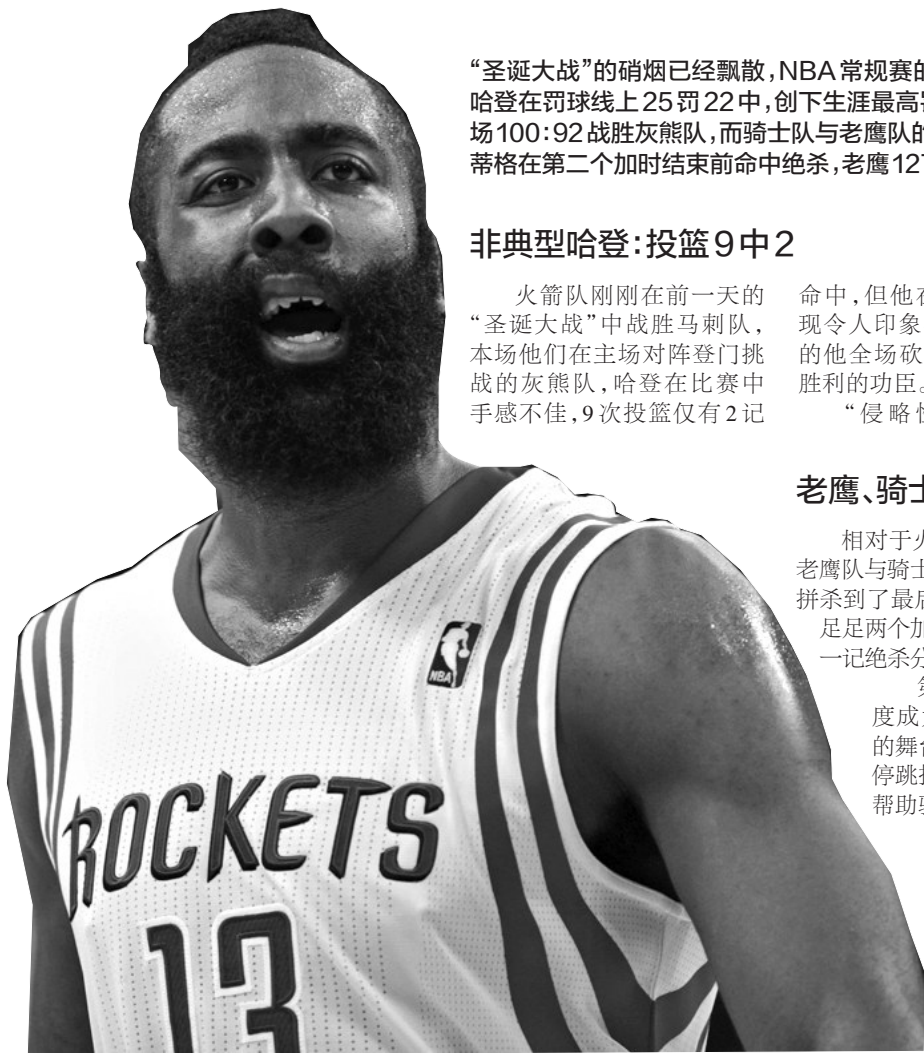 “圣诞大战”的硝烟已经飘散，NBA常规赛的
哈登在罚球线上25罚22中，创下生涯最高
场100:92战胜灰熊队，而骑士队与老鹰队的
蒂格在第二个加时结束前命中绝杀，老鹰127
非典型哈登：投篮9中2
火箭队刚刚在前一天的
“圣诞大战”中战胜马刺队，
本场他们在主场对阵登门挑
战的灰熊队，哈登在比赛中
手感不佳，9次投篮仅有2记
命中，但他在
现令人印象
的他全场砍
胜利的功臣。
“侵略性
老鹰、骑士
相对于火
老鹰队与骑士
拼杀到了最后
足足两个加
一记绝杀分
第
度成为
的舞台
停跳投
帮助骑
NBA
ROCKETS
13